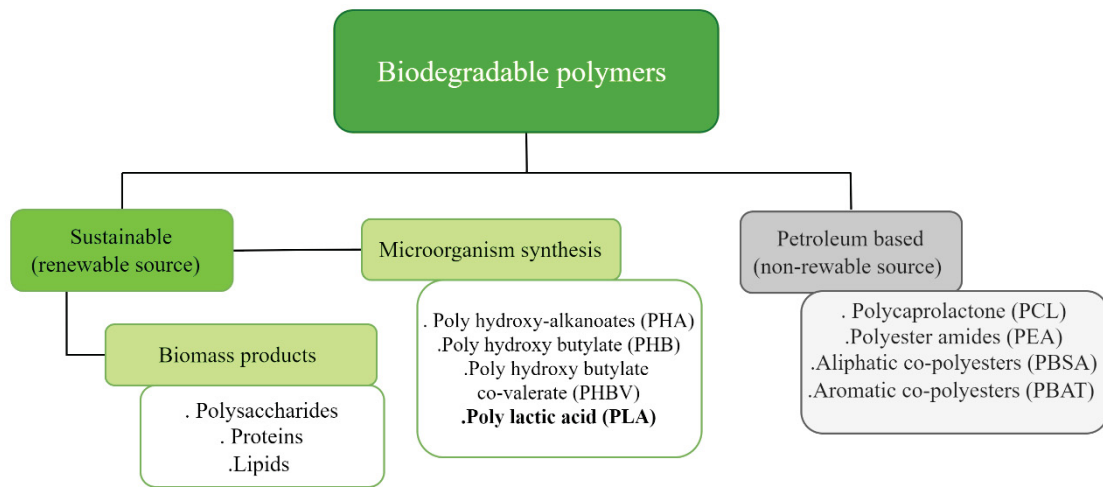 Biodegradable polymers
Sustainable
(renewable source)
Microorganism synthesis
. Poly hydroxy-alkanoates (PHA)
.Poly hydroxy butylate (PHB)
.Poly hydroxy butylate
co-valerate (PHBV)
.Poly lactic acid (PLA)
Biomass products
. Polysaccharides
. Proteins
.Lipids
Petroleum based
(non-rewable source)
. Polycaprolactone (PCL)
.Polyester amides (PEA)
.Aliphatic co-polyesters (PBSA)
.Aromatic co-polyesters (PBAT)